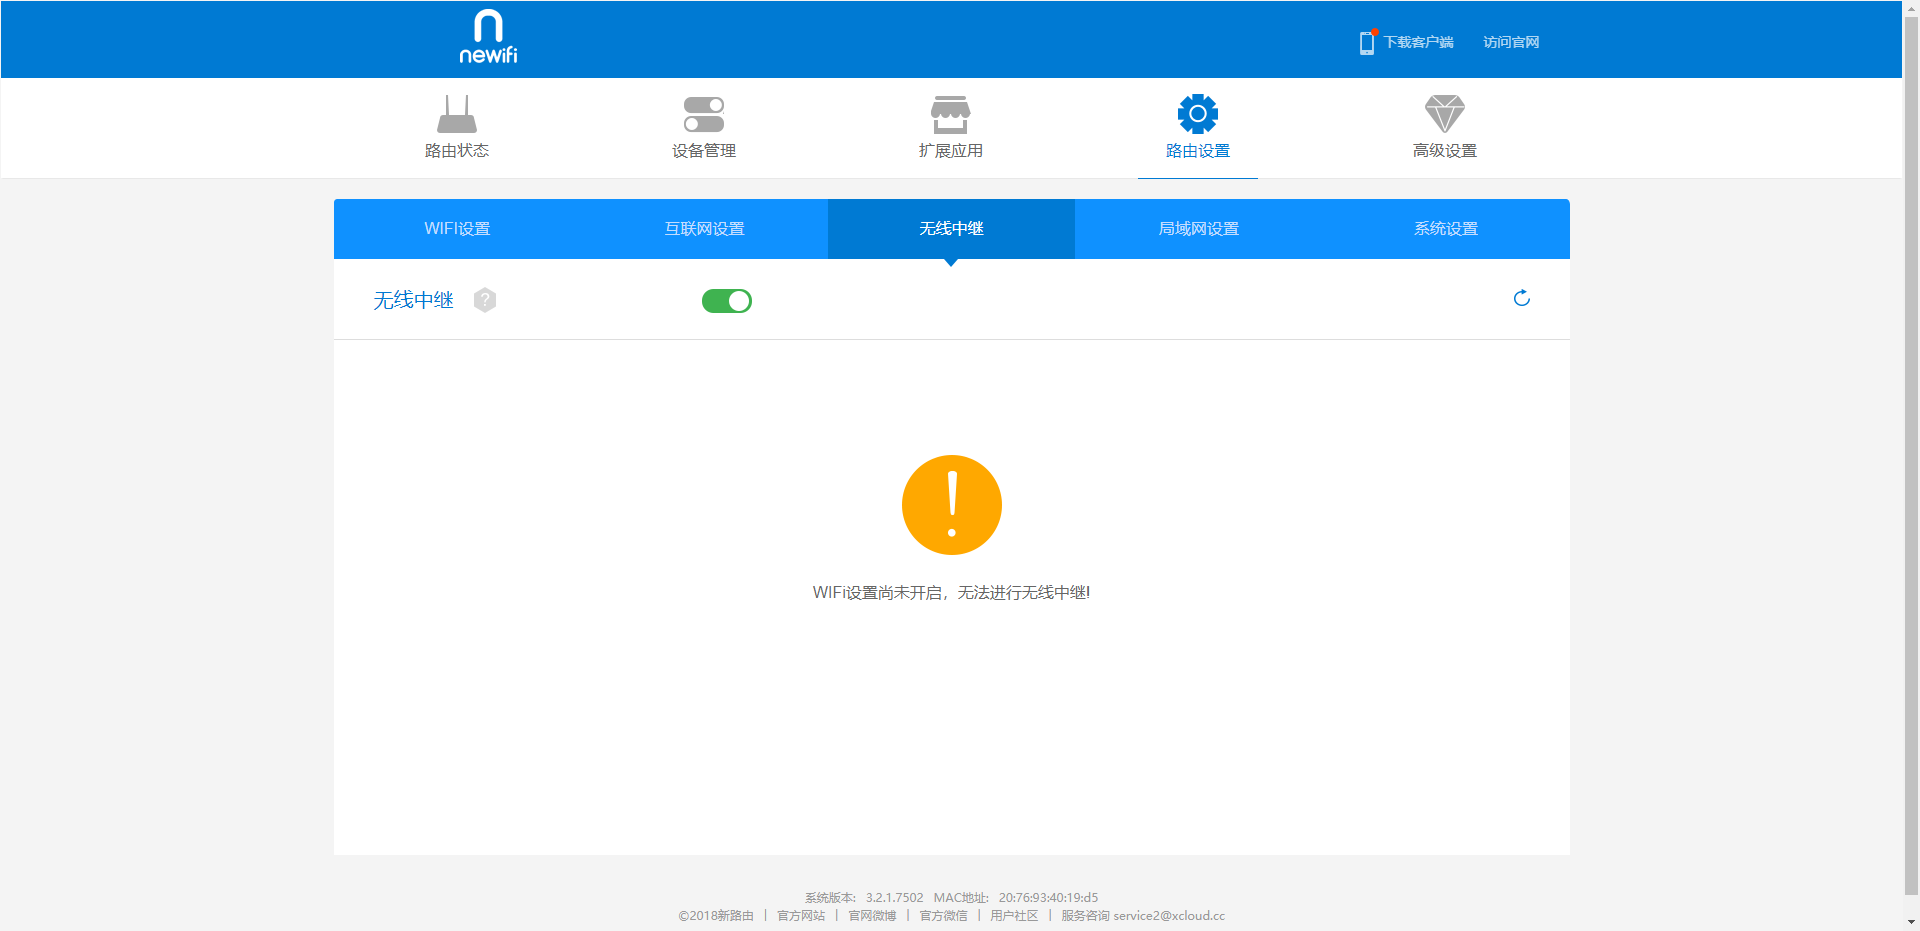 newifi
下载客户端 访问官网
路由状态 设备管理 扩展应用 路由设置 高级设置
WIFI设置 互联网设置 无线中继 局域网设置 系统设置
无线中继 ?
WIFi设置尚未开启，无法进行无线中继!
系统版本: 3.2.1.7502 MAC地址: 20:76:93:40:19:d5
©2018新路由 | 官方网站 | 官网微博 | 官方微信 | 用户社区 | 服务咨询 service2@xcloud.cc